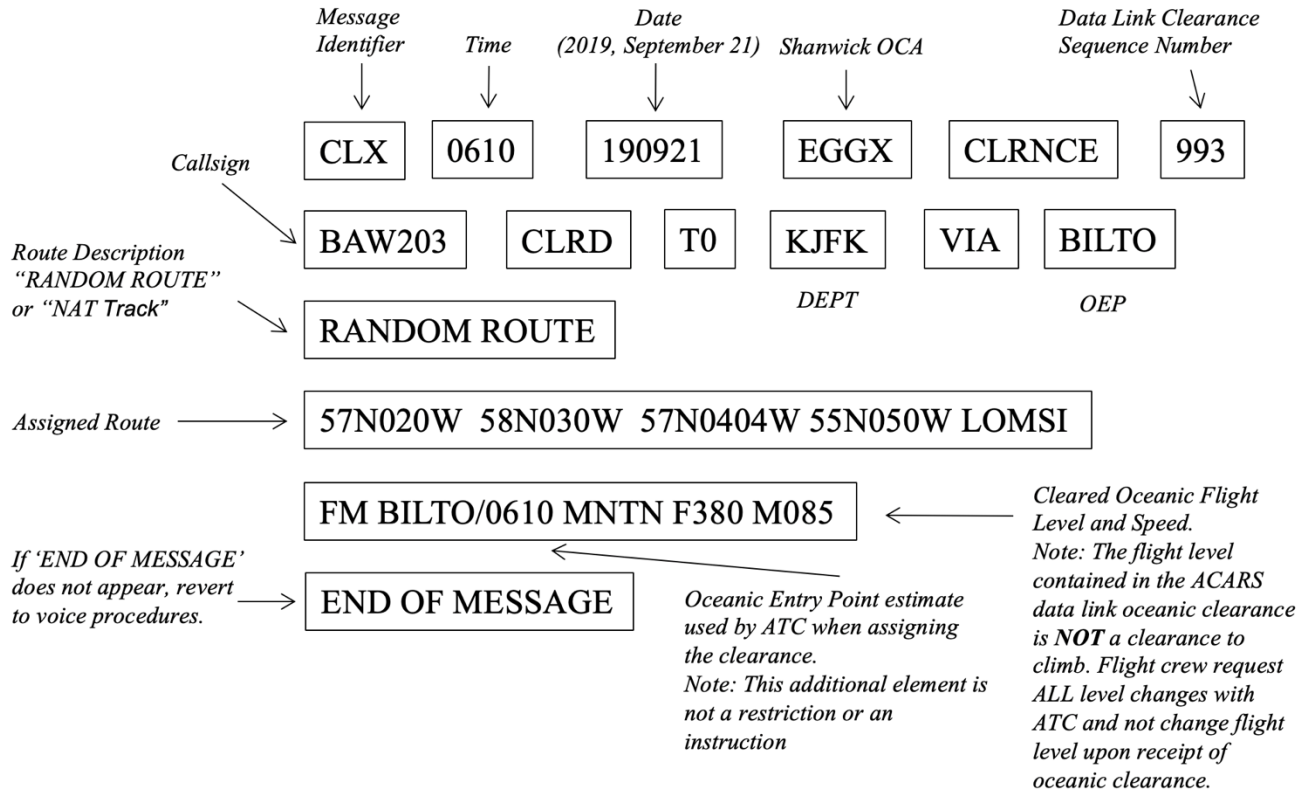 Message
Identifier
Time
Date
(2019, September 21)
Shanwick OCA
Data Link Clearance
Sequence Number
CLX 0610 190921 EGGX CLRNCE 993
Callsign
BAW203 CLRD T0 KJFK VIA BILTO
DEPT OEP
Route Description
“RANDOM ROUTE”
or “NAT Track”
RANDOM ROUTE
Assigned Route
57N020W 58N030W 57N0404W 55N050W LOMSI
FM BILTO/0610 MNTN F380 M085
Cleared Oceanic Flight
Level and Speed.
Note: The flight level
contained in the ACARS
data link oceanic clearance
is NOT a clearance to
climb. Flight crew request
ALL level changes with
ATC and not change flight
level upon receipt of
oceanic clearance.
If ‘END OF MESSAGE’
does not appear, revert
to voice procedures.
END OF MESSAGE
Oceanic Entry Point estimate
used by ATC when assigning
the clearance.
Note: This additional element is
not a restriction or an
instruction